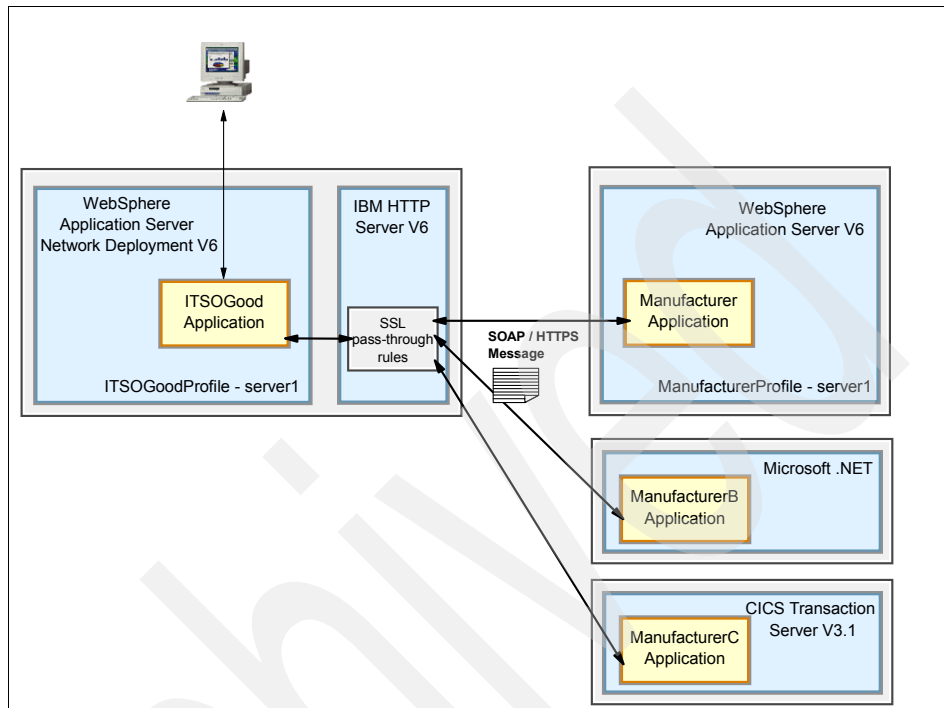 WebSphere
Application Server
Network Deployment V6
ITSOGood
Application
ITSOGoodProfile - server1
IBM HTTP
Server V6
SSL
pass-through
rules
SOAP / HTTPS
Message
WebSphere
Application Server V6
Manufacturer
Application
ManufacturerProfile - server1
Microsoft .NET
ManufacturerB
Application
CICS Transaction
Server V3.1
ManufacturerC
Application
hived